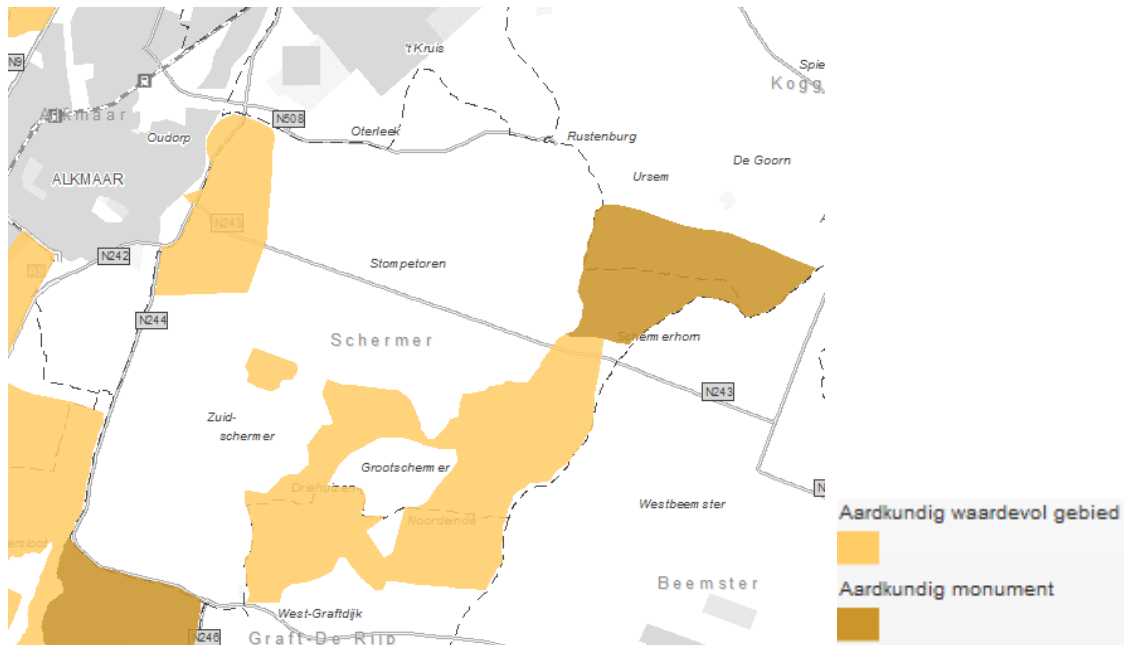 't Kruis
N9
Spie
Kogg
Alkmaar
N508
Oterleek
Oudorp
Rustenburg
De Goorn
ALKMAAR
Ursem
N243
A
N242
Stompetoren
A9
N244
Schermer
Schermerhorn
N243
Zuid-
schermer
Grootschermer
Driehuizen
N
Westbeemster
Aardkundig waardevol gebied
Noordeinde
ersloot
Beemster
Aardkundig monument
West-Graftdijk
N246
Graft-De Rijp